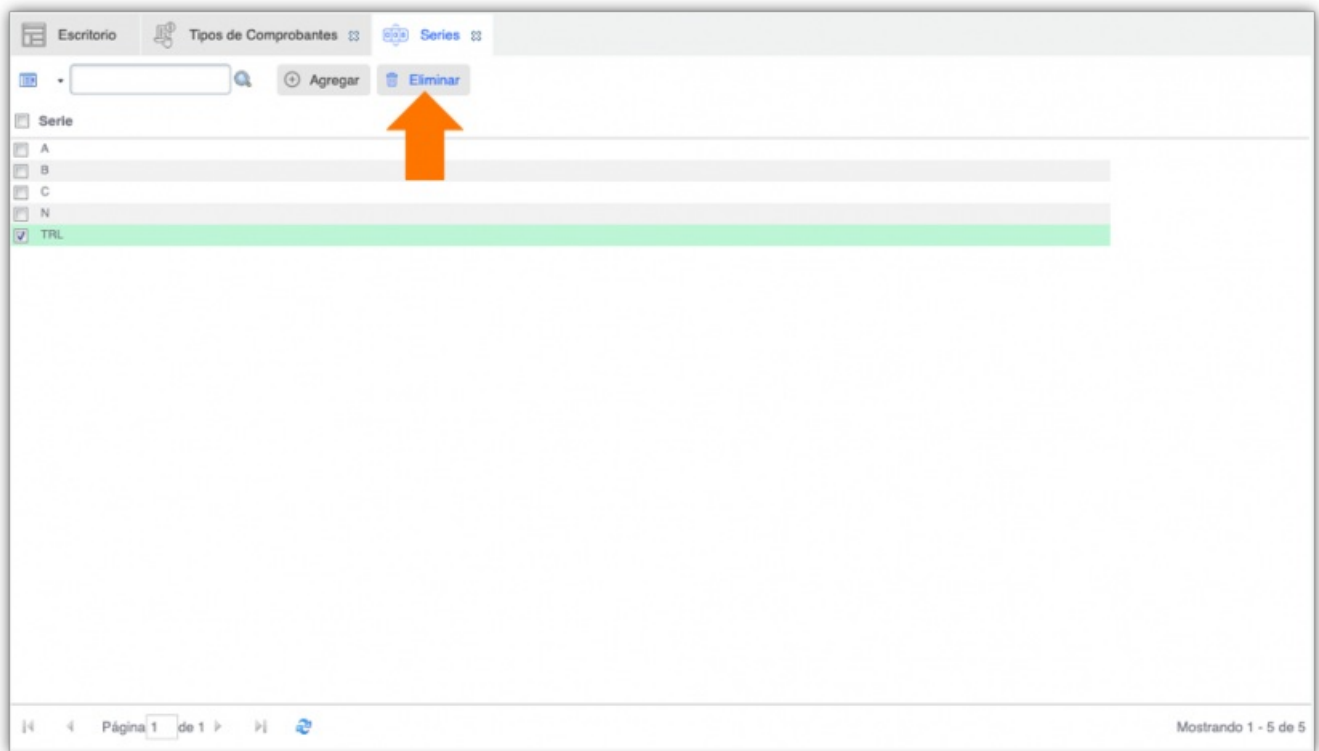 Escritorio Tipos de Comprobantes Series
Agregar Eliminar
Serie
A
B
C
N
TRL
Página 1 de 1 Mostrando 1 - 5 de 5